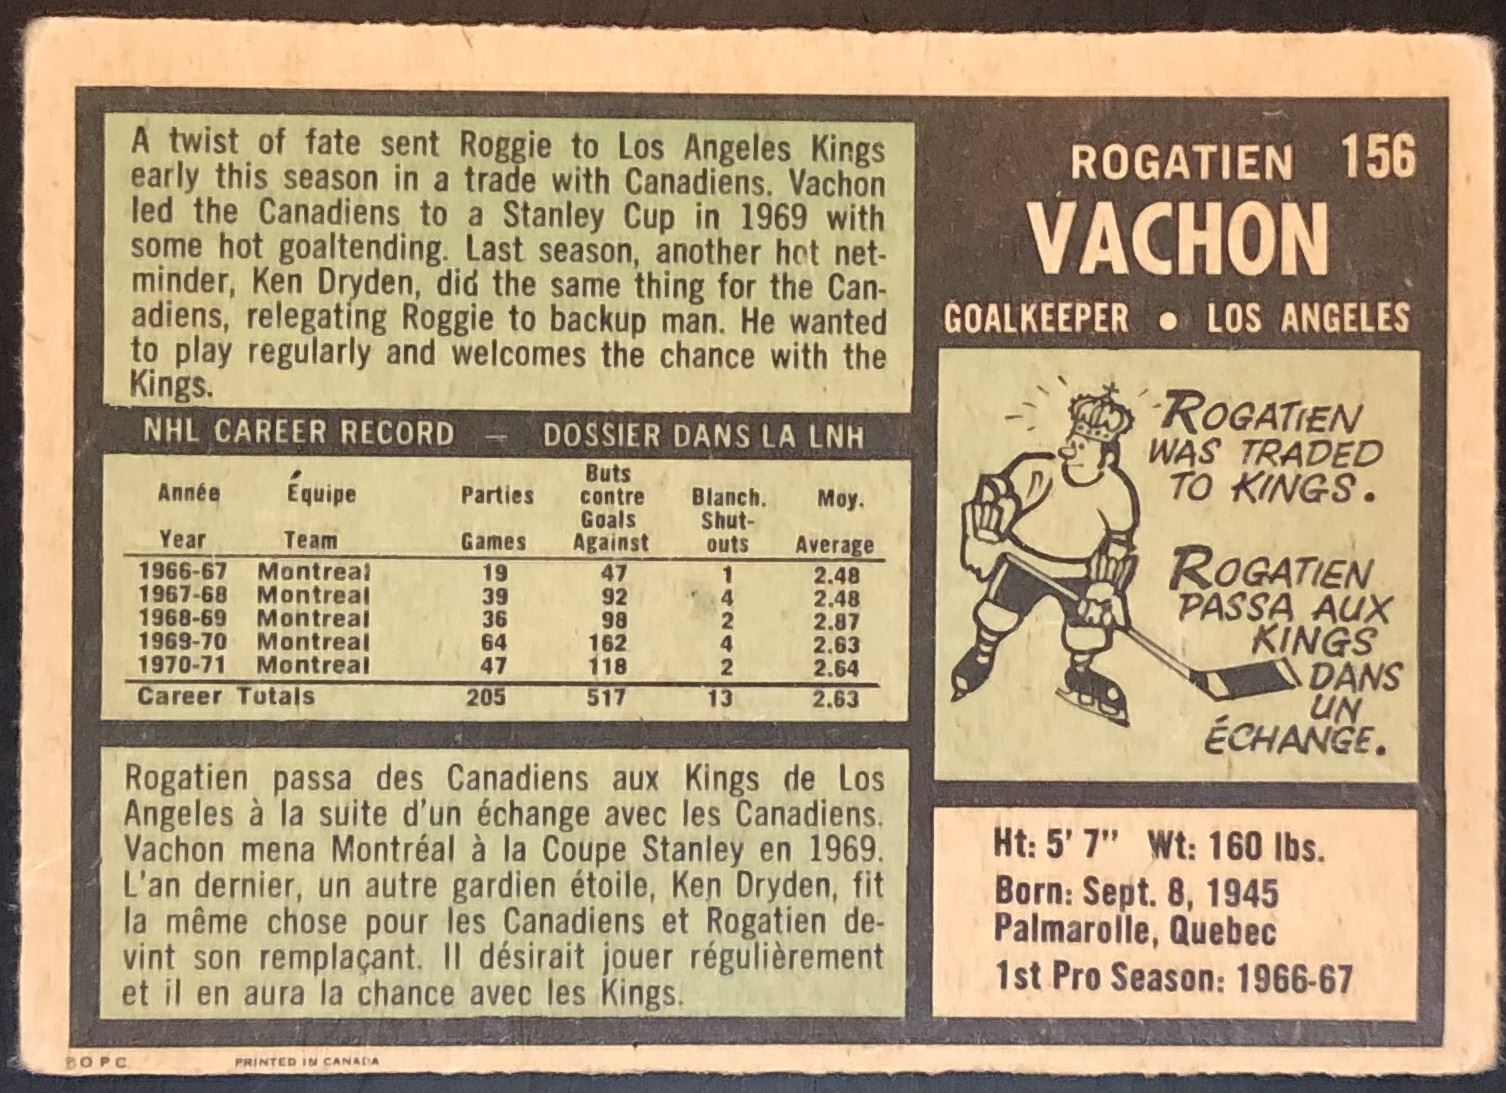 A twist of fate sent Roggie to Los Angeles Kings
early this season in a trade with Canadiens. Vachon
led the Canadiens to a Stanley Cup in 1969 with
some hot goaltending. Last season, another hot net-
minder, Ken Dryden, did the same thing for the Can-
adiens, relegating Roggie to backup man. He wanted
to play regularly and welcomes the chance with the
Kings.
NHL CAREER RECORD — DOSSIER DANS LA LNH
Année Équipe Parties Buts contre Blanch. Moy.
Year Team Games Goals Against Shut-outs Average
1966-67 Montreal 19 47 1 2.48
1967-68 Montreal 39 92 4 2.48
1968-69 Montreal 36 98 2 2.87
1969-70 Montreal 64 162 4 2.63
1970-71 Montreal 47 118 2 2.64
Career Totals 205 517 13 2.63
Rogatien passa des Canadiens aux Kings de Los
Angeles à la suite d'un échange avec les Canadiens.
Vachon mena Montréal à la Coupe Stanley en 1969.
L'an dernier, un autre gardien étoile, Ken Dryden, fit
la même chose pour les Canadiens et Rogatien de-
vint son remplaçant. Il désirait jouer régulièrement
et il en aura la chance avec les Kings.
ROGATIEN 156
VACHON
GOALKEEPER • LOS ANGELES
ROGATIEN
WAS TRADED
TO KINGS.
ROGATIEN
PASSA AUX
KINGS
DANS
UN
ÉCHANGE.
Ht: 5' 7" Wt: 160 lbs.
Born: Sept. 8, 1945
Palmarolle, Quebec
1st Pro Season: 1966-67
O P C PRINTED IN CANADA